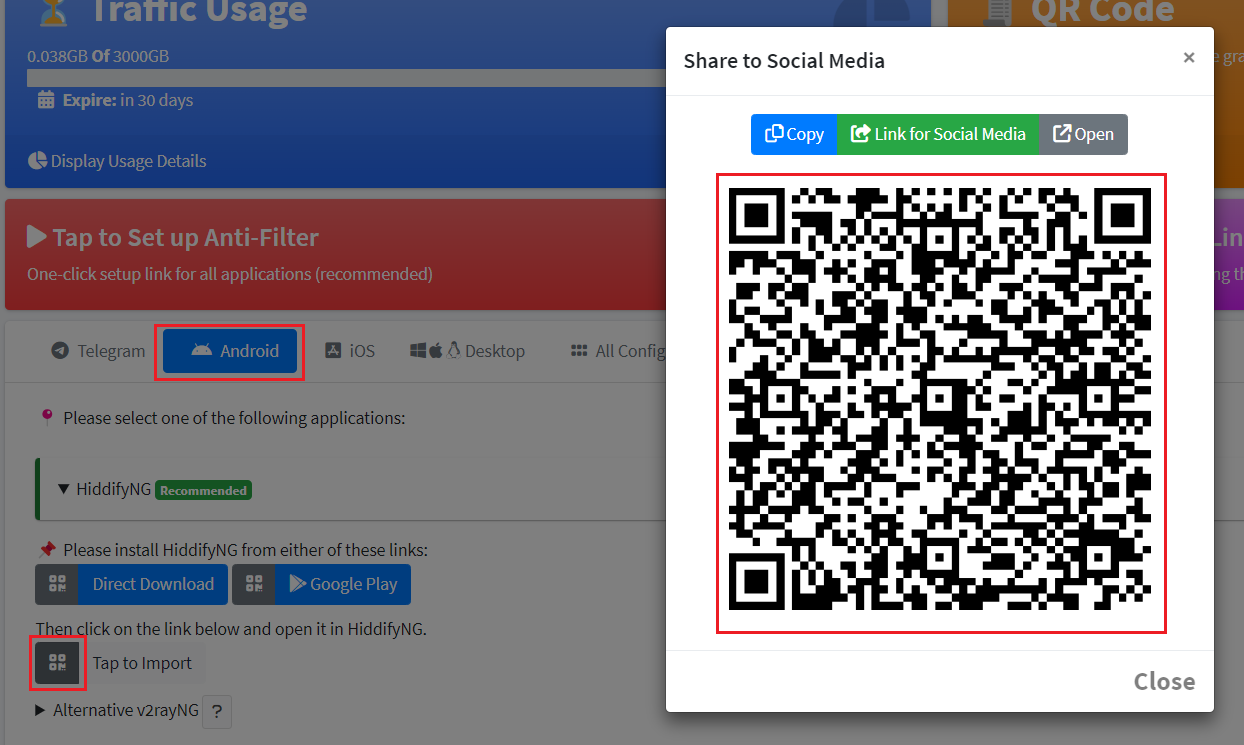 Traffic Usage
0.038GB Of 3000GB
Expire: in 30 days
Display Usage Details
QR Code
Tap to Set up Anti-Filter
One-click setup link for all applications (recommended)
Telegram
Android
iOS
Desktop
All Config
Please select one of the following applications:
▼ HiddifyNG Recommended
Please install HiddifyNG from either of these links:
Direct Download
Google Play
Then click on the link below and open it in HiddifyNG.
Tap to Import
▶ Alternative v2rayNG ?
Share to Social Media ×
Copy
Link for Social Media
Open
Close